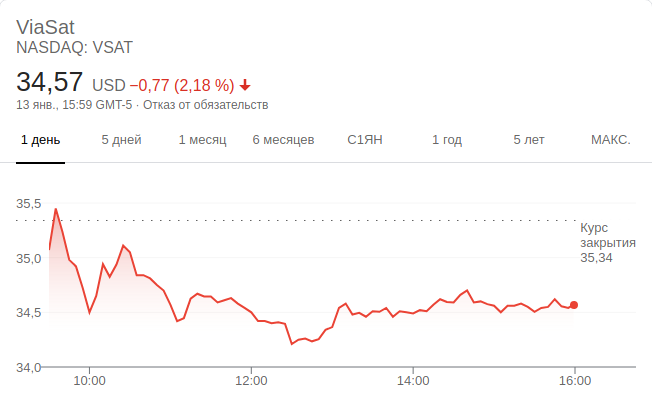 ViaSat
NASDAQ: VSAT
34,57 USD −0,77 (2,18 %)
13 янв., 15:59 GMT-5 · Отказ от обязательств
1 день 5 дней 1 месяц 6 месяцев С1ЯН 1 год 5 лет МАКС.
35,5
Курс
закрытия
35,34
35,0
34,5
34,0
10:00 12:00 14:00 16:00